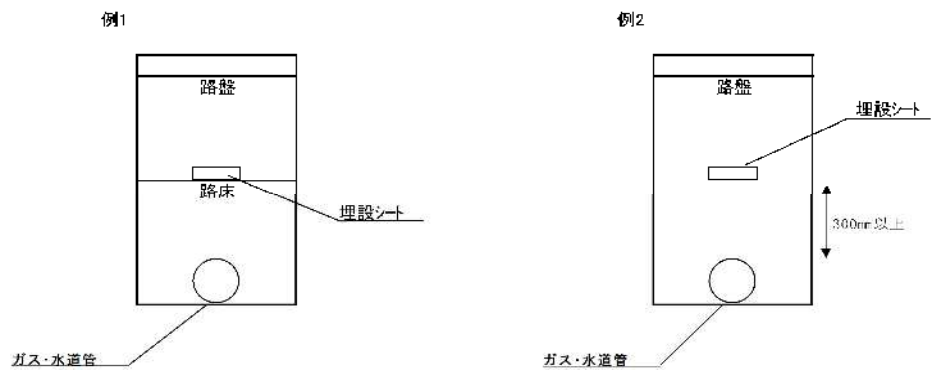 例1
路盤
路床
埋設シート
ガス・水道管
例2
路盤
埋設シート
300mm以上
ガス・水道管